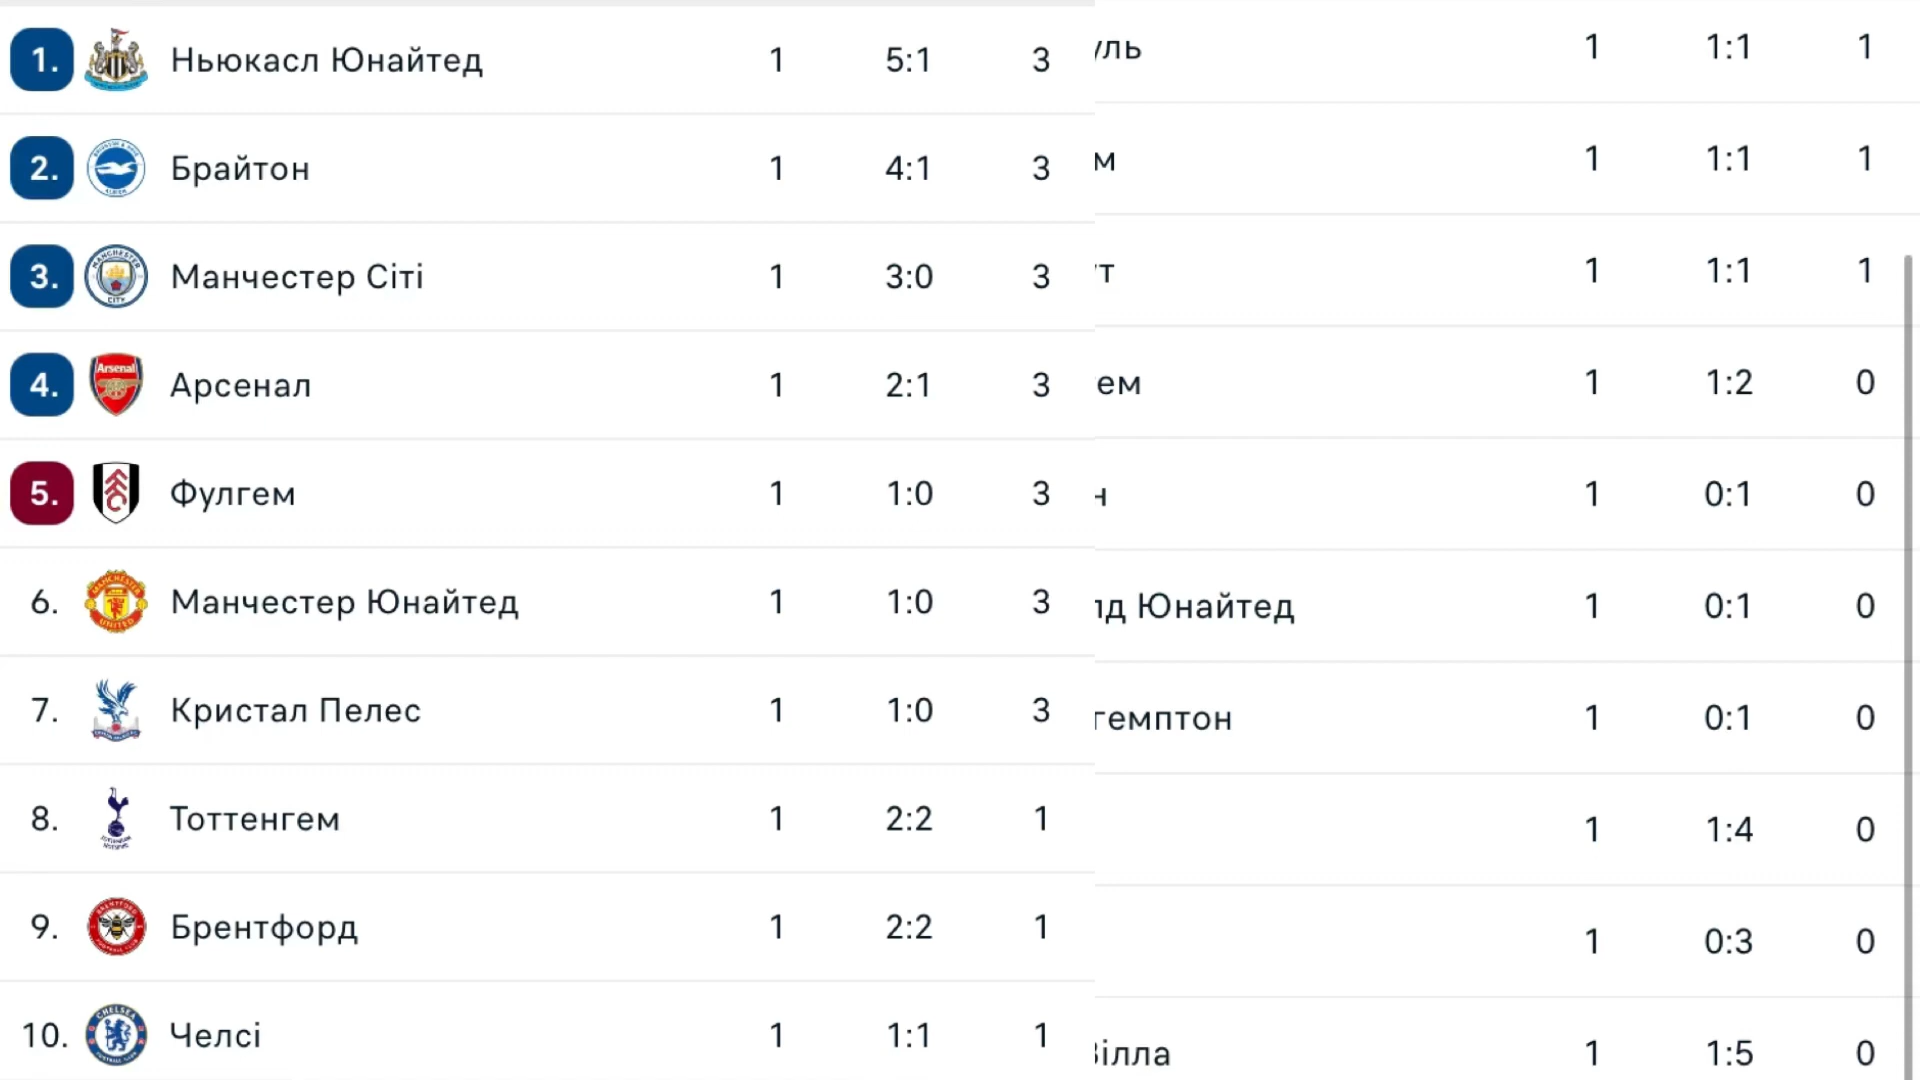 1. Ньюкасл Юнайтед 1 5:1 3
2. Брайтон 1 4:1 3
3. Манчестер Сіті 1 3:0 3
4. Arsenal Арсенал 1 2:1 3
5. Фулгем 1 1:0 3
6. Манчестер Юнайтед 1 1:0 3
7. Кристал Пелес 1 1:0 3
8. Тоттенгем 1 2:2 1
9. Брентфорд 1 2:2 1
10. Челсі 1 1:1 1
уль 1 1:1 1
м 1 1:1 1
ут 1 1:1 1
ем 1 1:2 0
н 1 0:1 0
лд Юнайтед 1 0:1 0
гемптон 1 0:1 0
1 1:4 0
1 0:3 0
Вілла 1 1:5 0